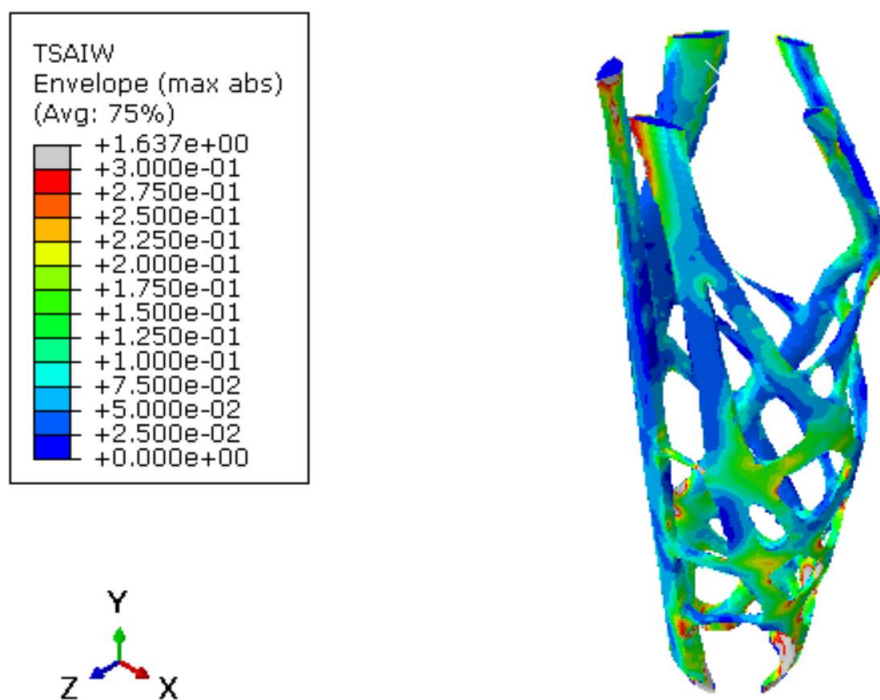 TSAIW
Envelope (max abs)
(Avg: 75%)
+1.637e+00
+3.000e-01
+2.750e-01
+2.500e-01
+2.250e-01
+2.000e-01
+1.750e-01
+1.500e-01
+1.250e-01
+1.000e-01
+7.500e-02
+5.000e-02
+2.500e-02
+0.000e+00
Y
Z
X